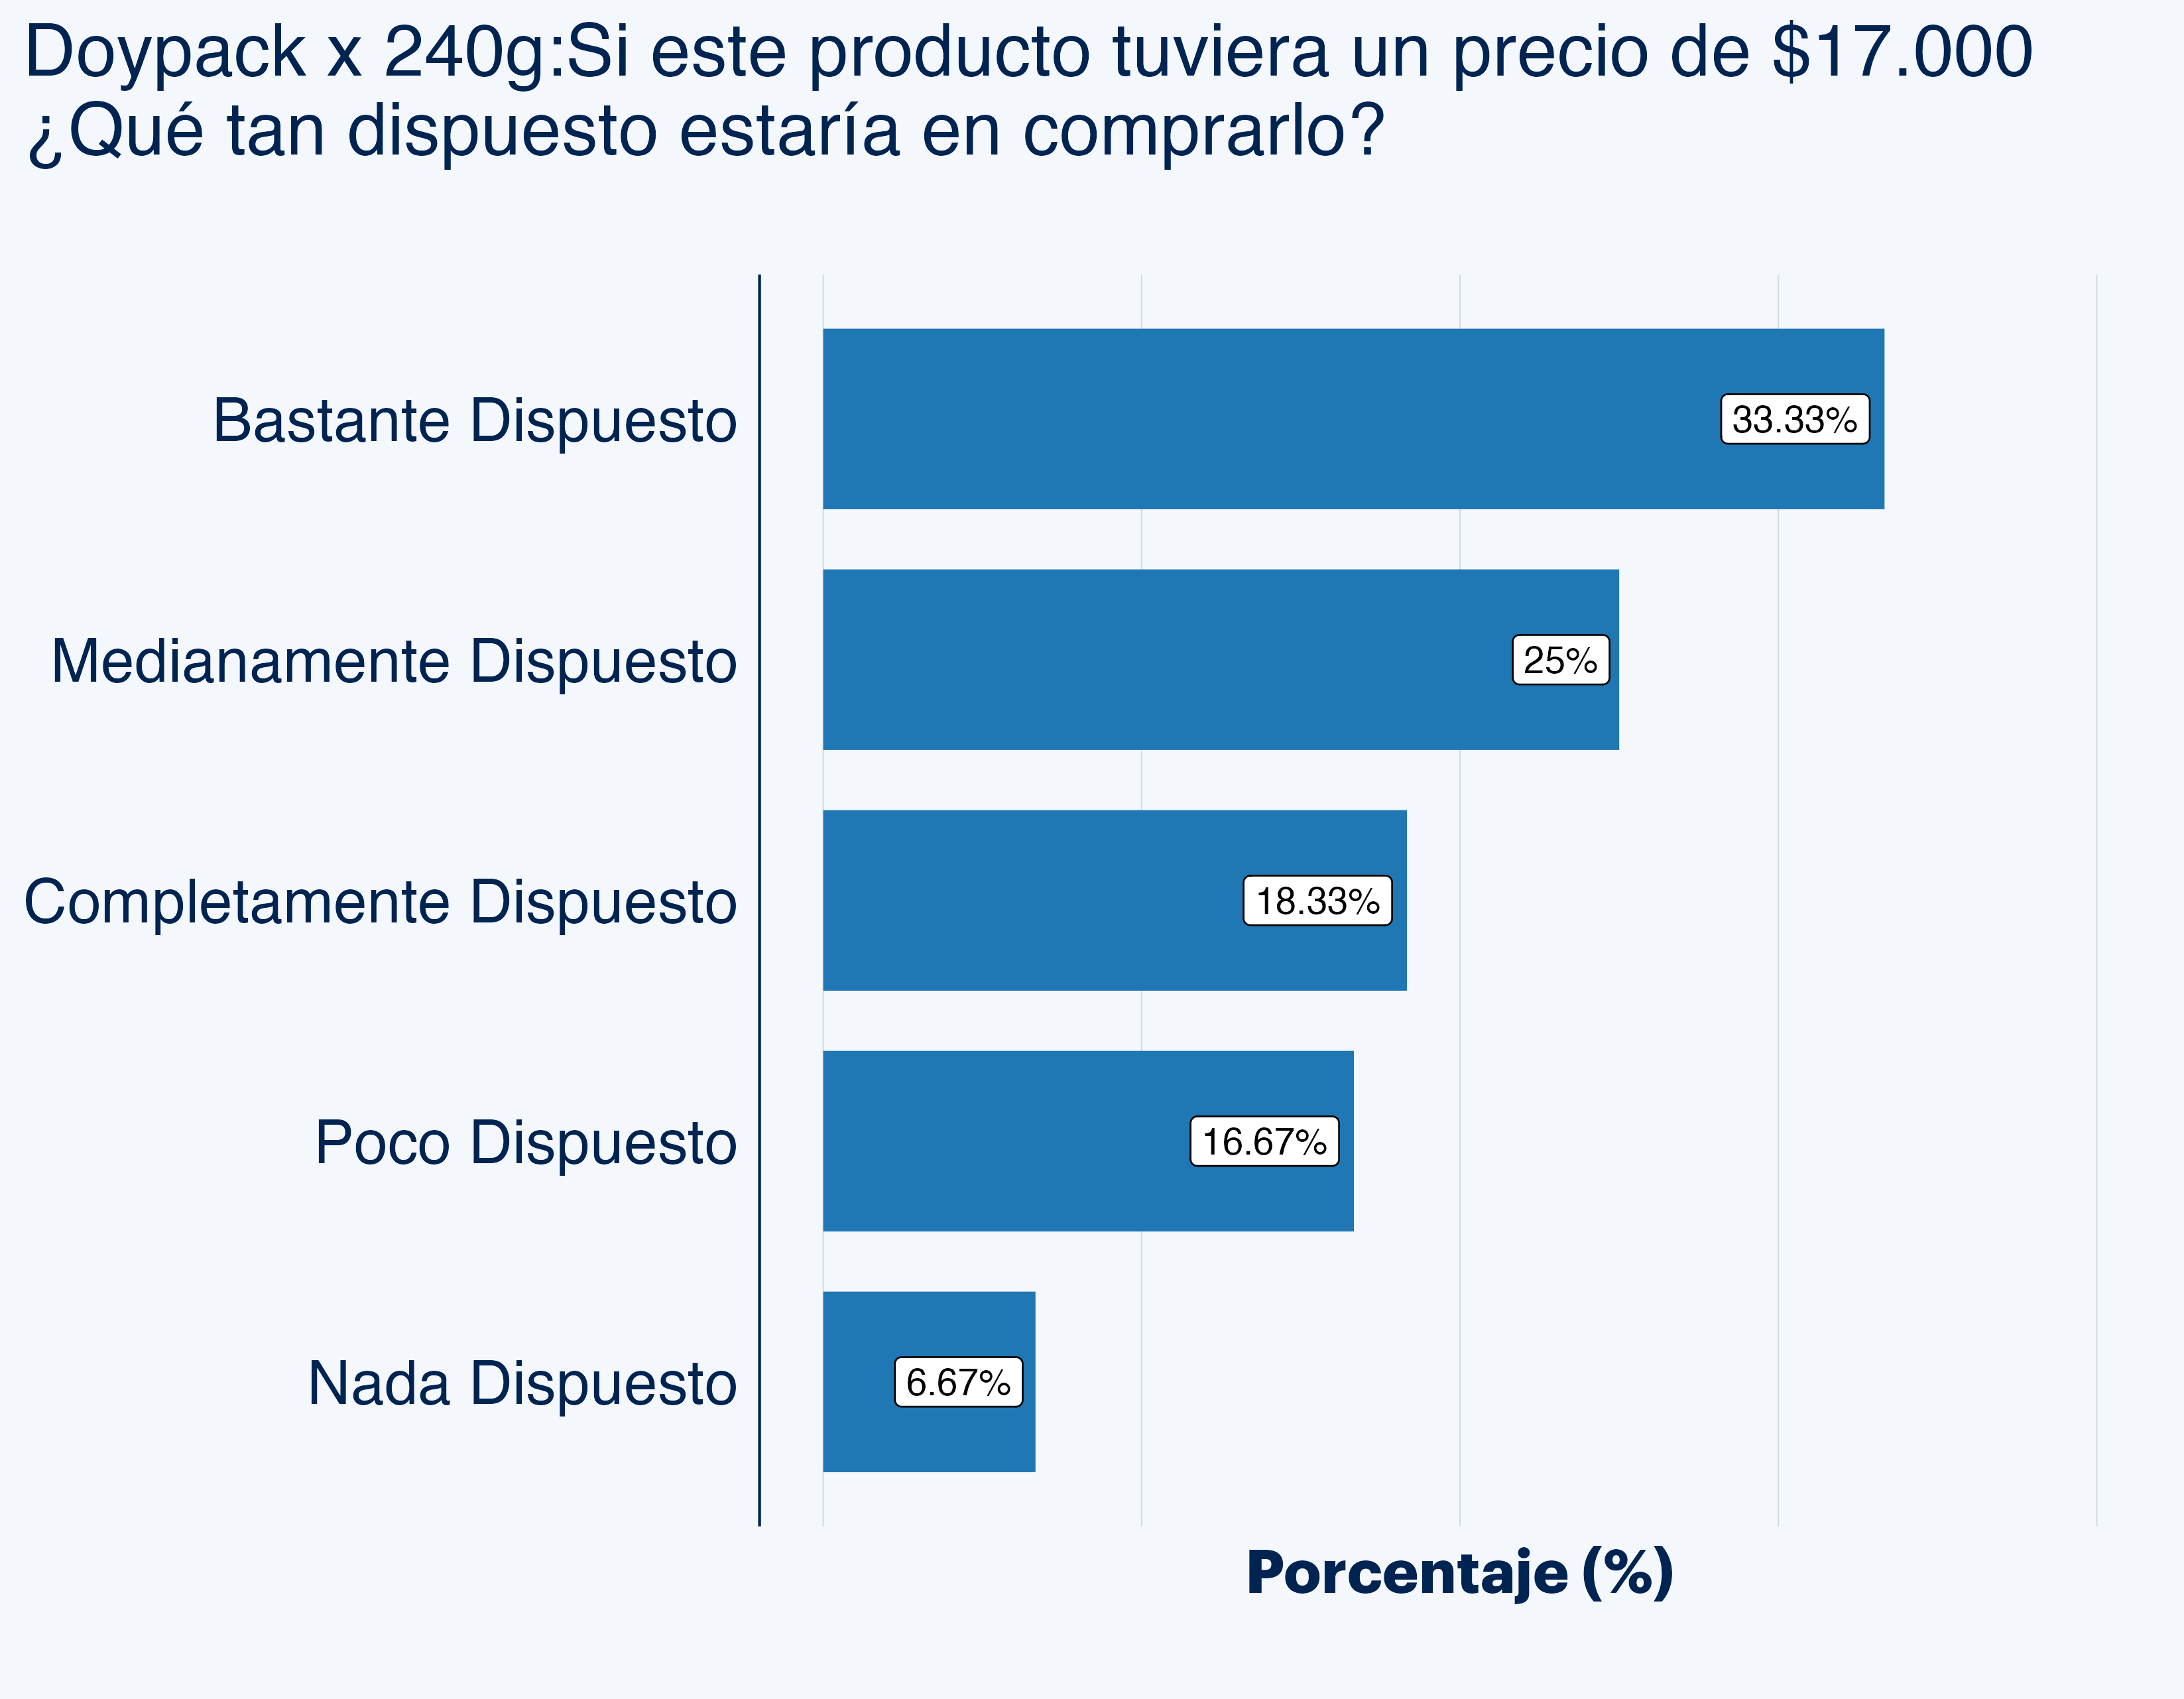 Doypack x 240g:Si este producto tuviera un precio de $17.000
¿Qué tan dispuesto estaría en comprarlo?
Bastante Dispuesto
33.33%
Medianamente Dispuesto
25%
Completamente Dispuesto
18.33%
Poco Dispuesto
16.67%
Nada Dispuesto
6.67%
Porcentaje (%)